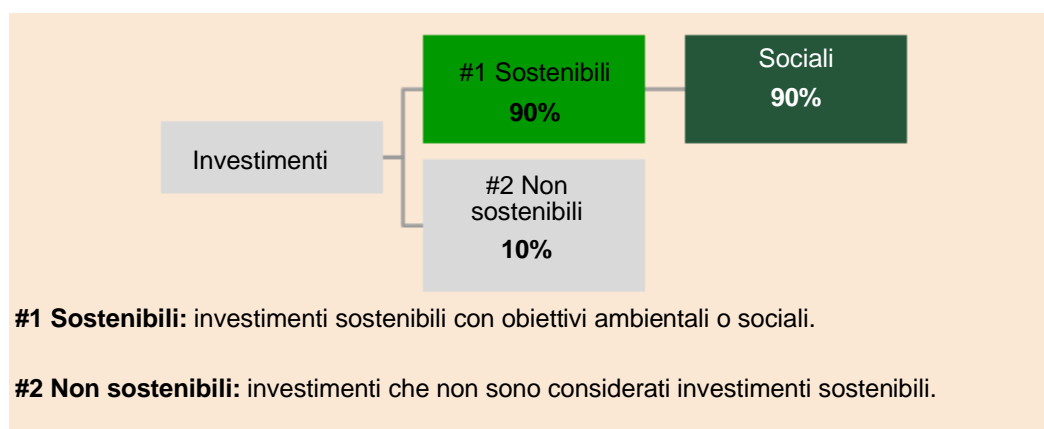 Investimenti
#1 Sostenibili
90%
Sociali
90%
#2 Non
sostenibili
10%
#1 Sostenibili: investimenti sostenibili con obiettivi ambientali o sociali.
#2 Non sostenibili: investimenti che non sono considerati investimenti sostenibili.